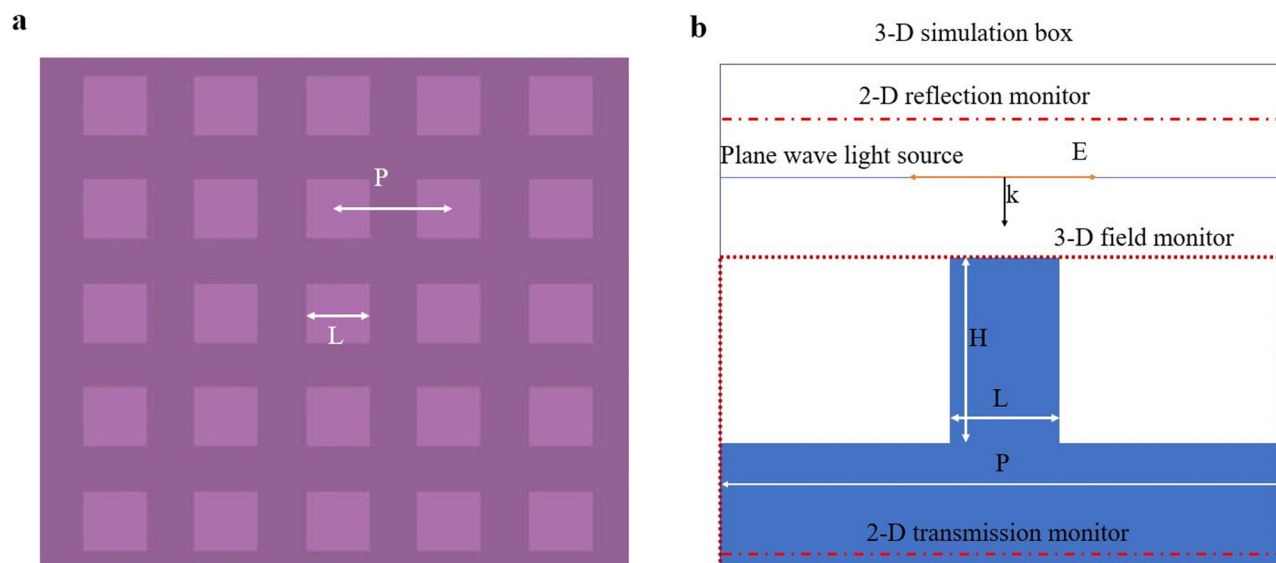 a
P
L
b
3-D simulation box
2-D reflection monitor
Plane wave light source
E
k
3-D field monitor
H
L
P
2-D transmission monitor